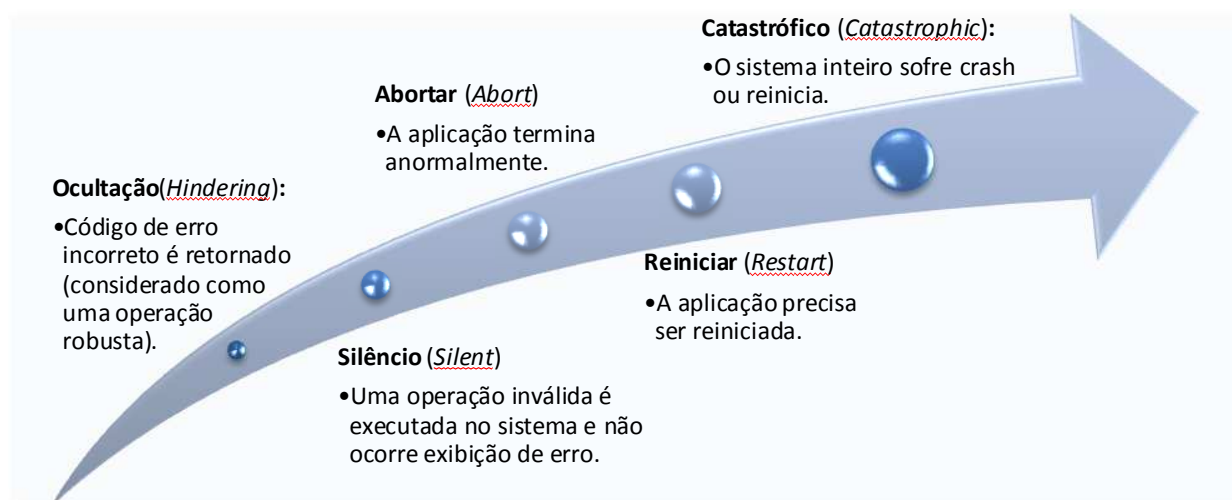 Ocultação(Hindering):
•Código de erro
incorreto é retornado
(considerado como
uma operação
robusta).
Silêncio (Silent)
•Uma operação inválida é
executada no sistema e não
ocorre exibição de erro.
Abortar (Abort)
•A aplicação termina
anormalmente.
Reiniciar (Restart)
•A aplicação precisa
ser reiniciada.
Catastrófico (Catastrophic):
•O sistema inteiro sofre crash
ou reinicia.